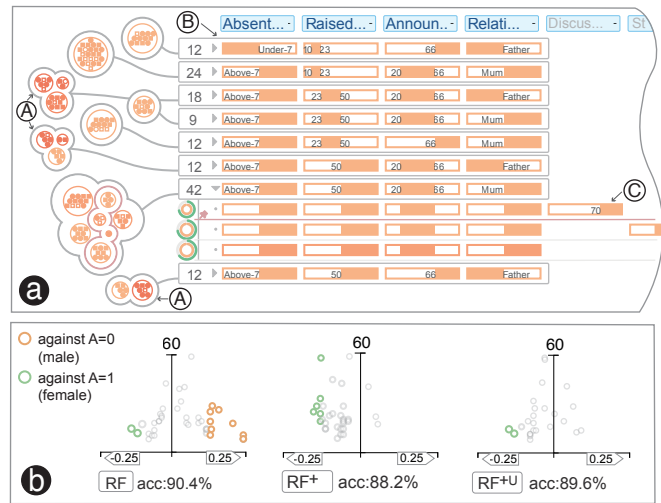 B Absent... - Raised... - Announ.. - Relati... - Discus... - St
12 Under-7 10 23 66 Father
24 Above-7 10 23 20 66 Mum
A 18 Above-7 23 50 20 66 Father
9 Above-7 23 50 20 66 Mum
12 Above-7 23 50 66 Mum
12 Above-7 50 20 66 Father
42 Above-7 50 20 66 Mum
C
70
12 Above-7 50 66 Father
a A
against A=0
(male)
against A=1
(female)
60 60 60
-0.25 0.25 -0.25 0.25 -0.25 0.25
b RF acc:90.4% RF+ acc:88.2% RF+U acc:89.6%